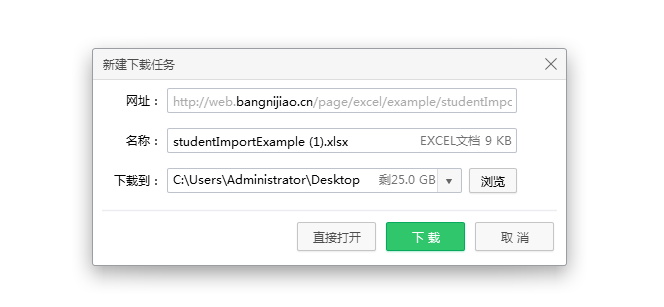 新建下载任务
网址： http://web.bangnijiao.cn/page/excel/example/studentImpo
名称： studentImportExample (1).xlsx EXCEL文档 9 KB
下载到： C:\Users\Administrator\Desktop 剩25.0 GB 浏览
直接打开 下载 取消